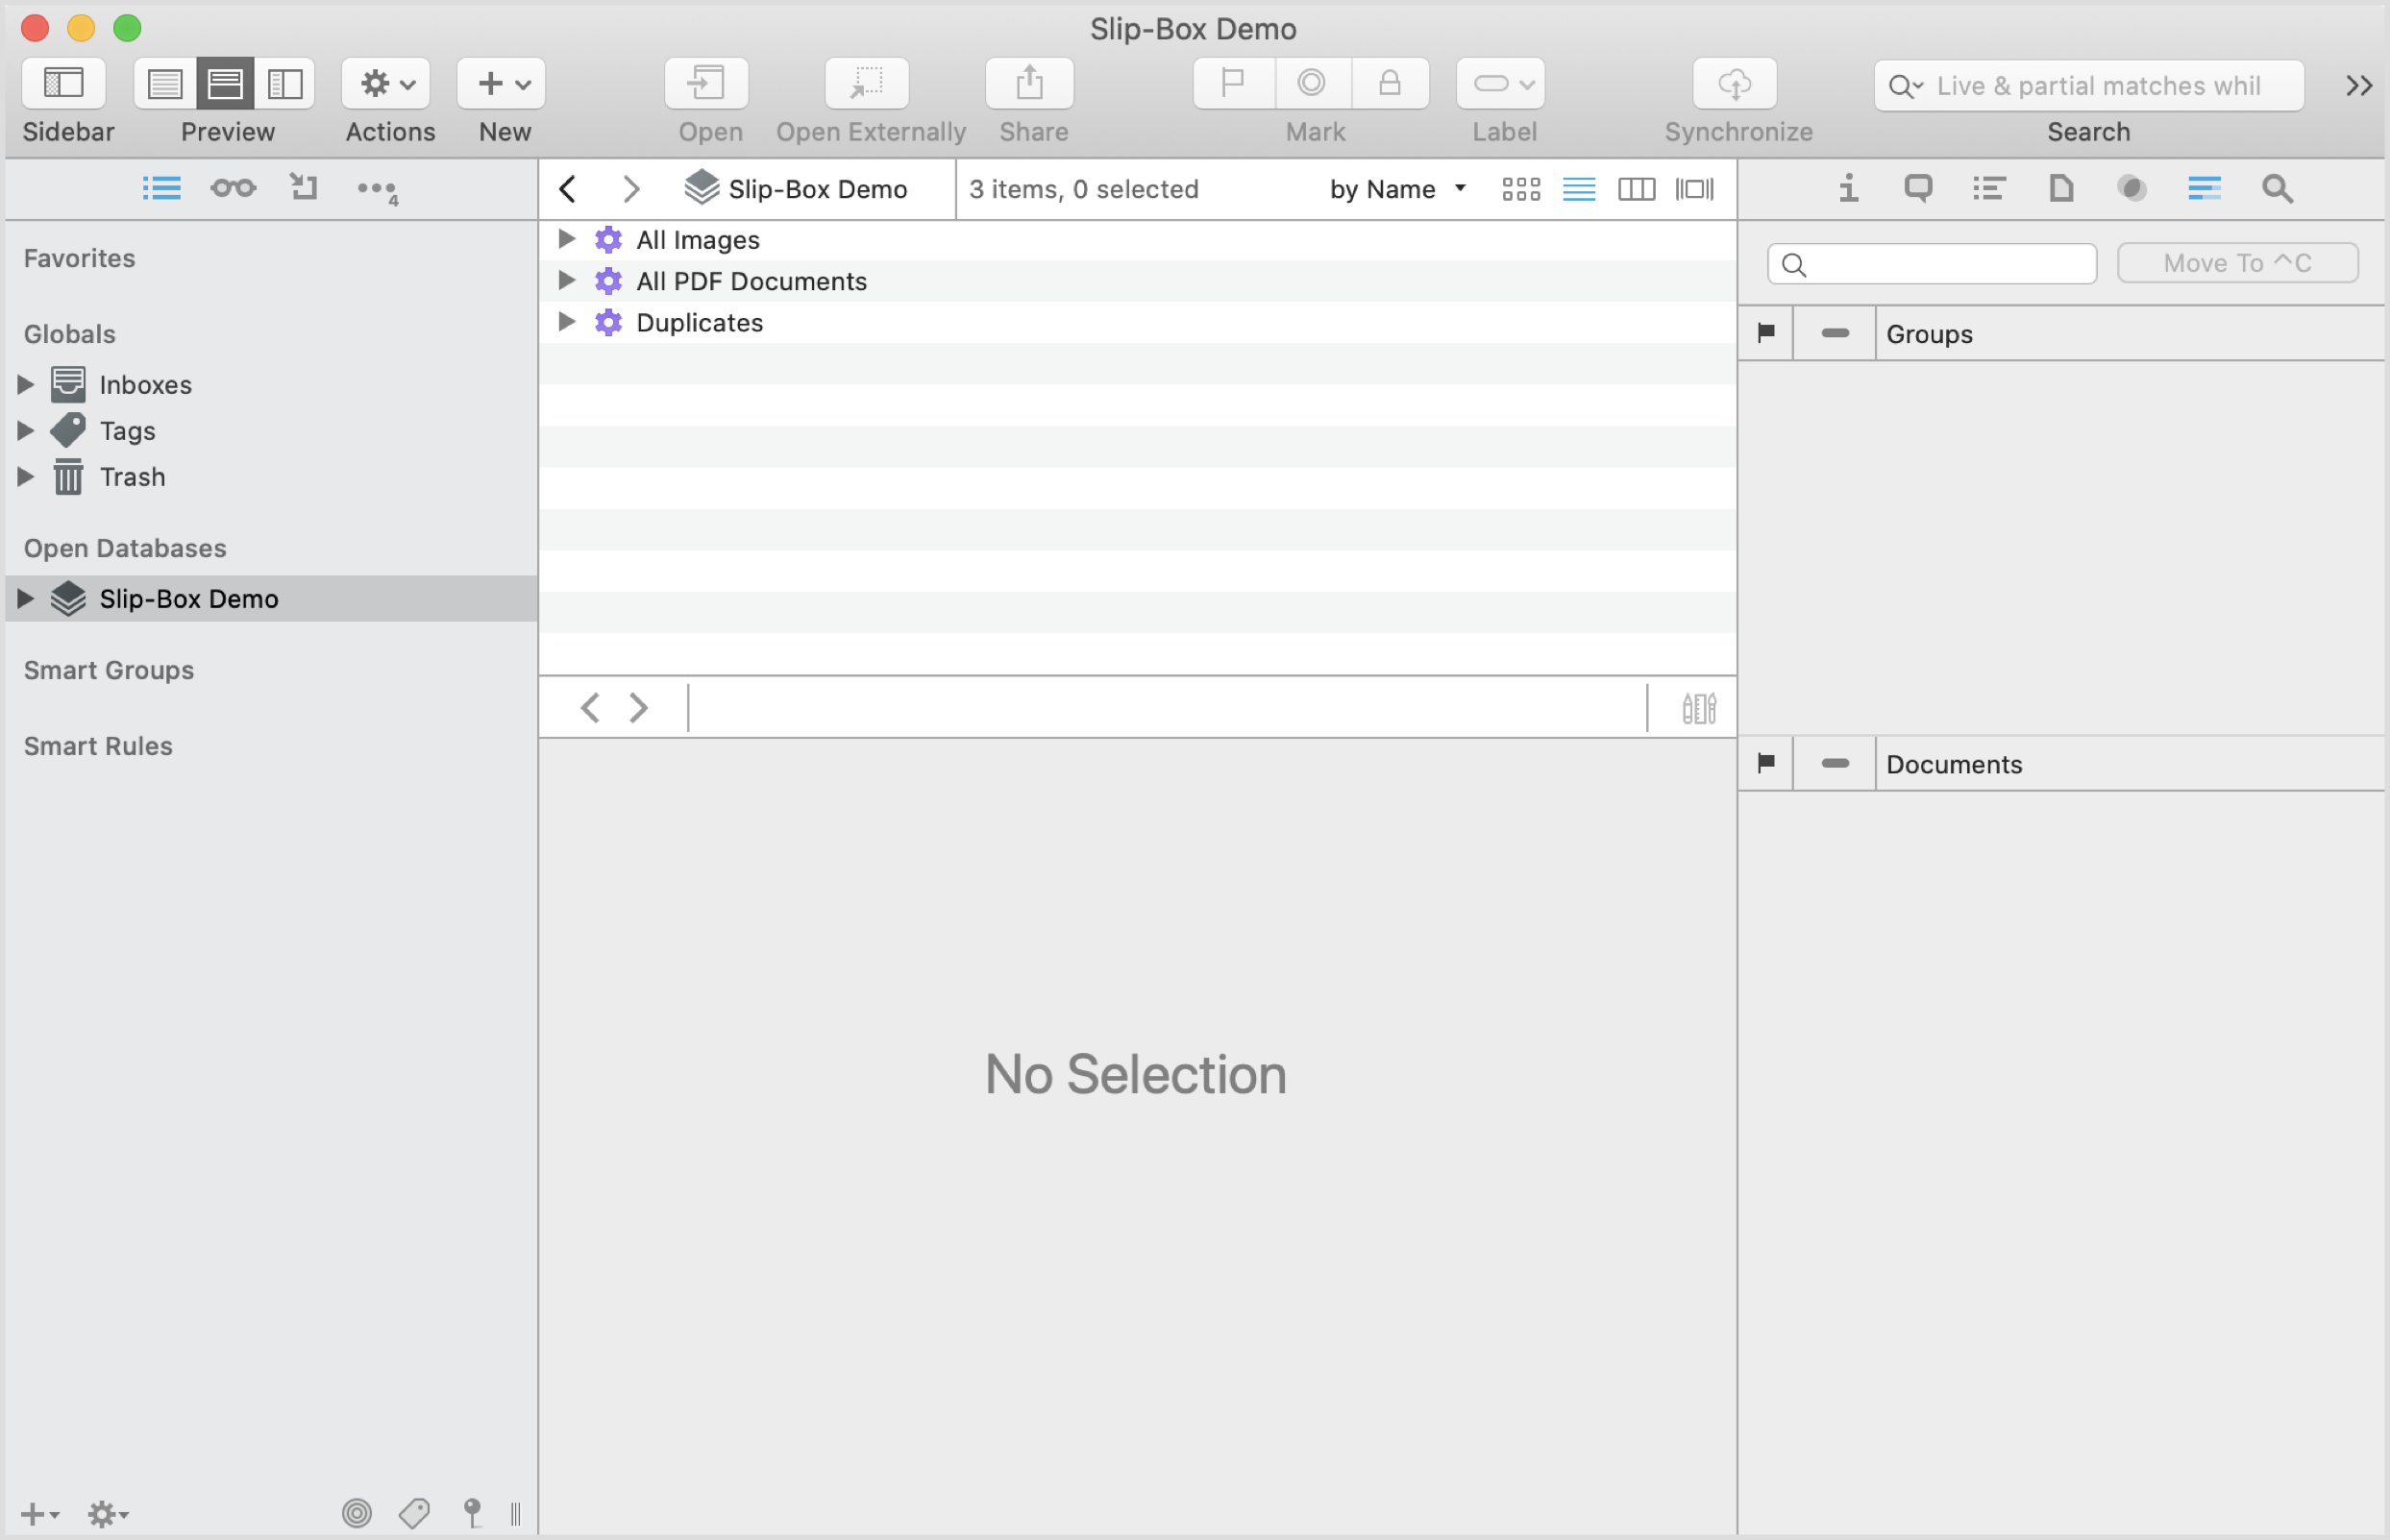 Slip-Box Demo
Sidebar
Preview
Actions
New
Open
Open Externally
Share
Mark
Label
Synchronize
Live & partial matches whil
Search
4
Slip-Box Demo
3 items, 0 selected
by Name
Favorites
Globals
Inboxes
Tags
Trash
Open Databases
Slip-Box Demo
Smart Groups
Smart Rules
All Images
All PDF Documents
Duplicates
No Selection
Move To ^C
Groups
Documents